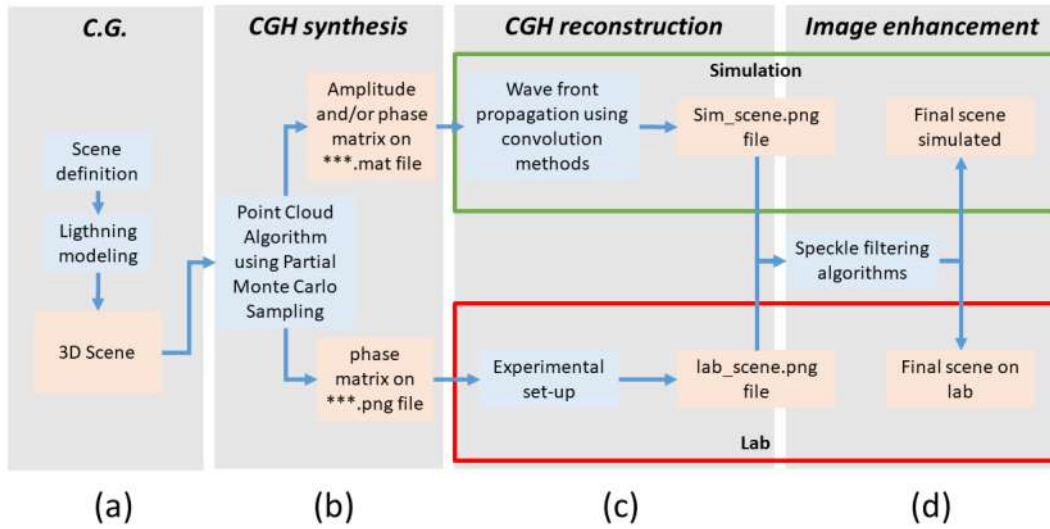 C.G.
Scene
definition
Ligthning
modeling
3D Scene
(a)
CGH synthesis
Amplitude
and/or phase
matrix on
***.mat file
Point Cloud
Algorithm
using Partial
Monte Carlo
Sampling
phase
matrix on
***.png file
(b)
CGH reconstruction
Simulation
Wave front
propagation using
convolution
methods
Sim_scene.png
file
Experimental
set-up
lab_scene.png
file
Lab
(c)
Image enhancement
Final scene
simulated
Speckle filtering
algorithms
Final scene on
lab
(d)